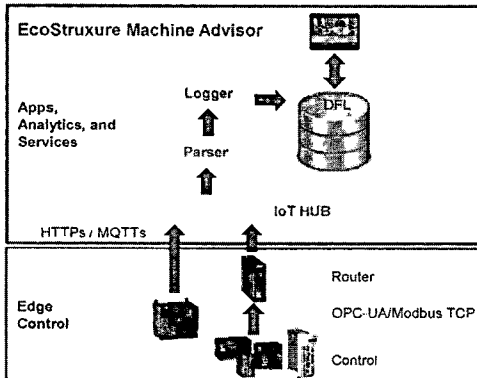 EcoStruxure Machine Advisor
Logger
DFL
Apps,
Analytics, and
Services
Parser
IoT HUB
HTTPs / MQTTs
Router
Edge
Control
OPC-UA/Modbus TCP
Control